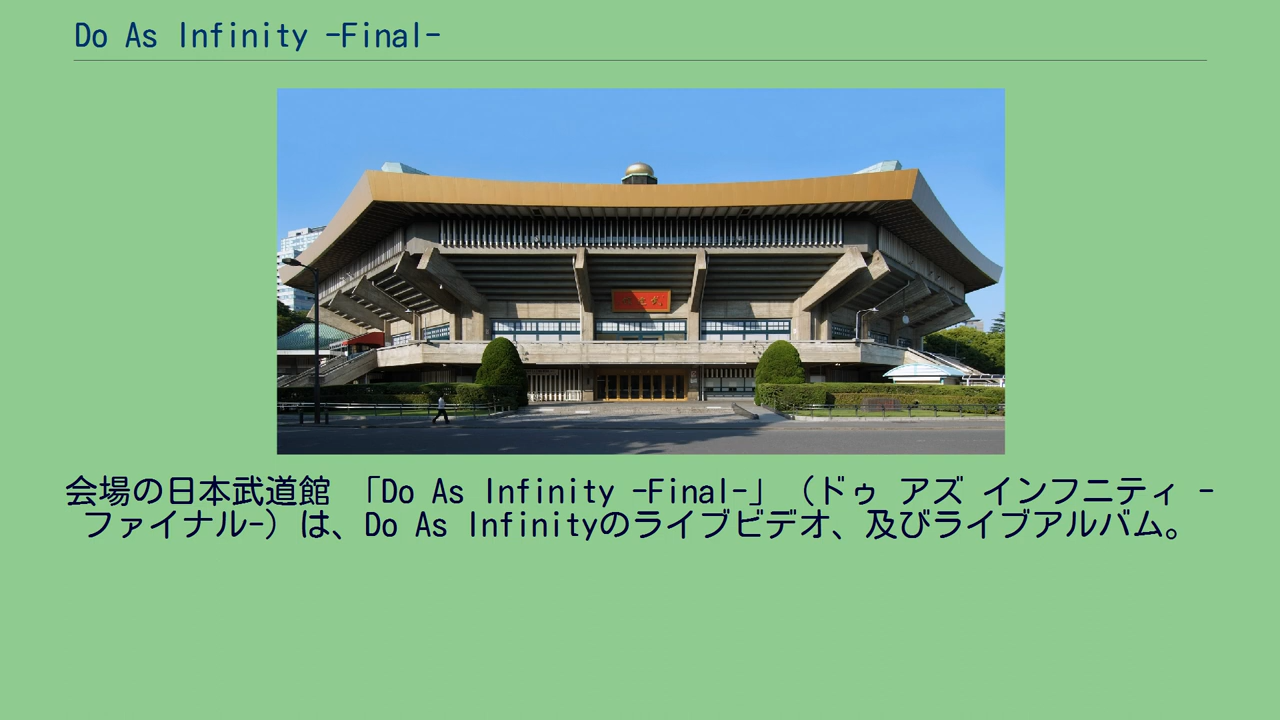 Do As Infinity -Final-
会場の日本武道館 「Do As Infinity -Final-」（ドゥ アズ インフニティ -
ファイナル-）は、Do As Infinityのライブビデオ、及びライブアルバム。